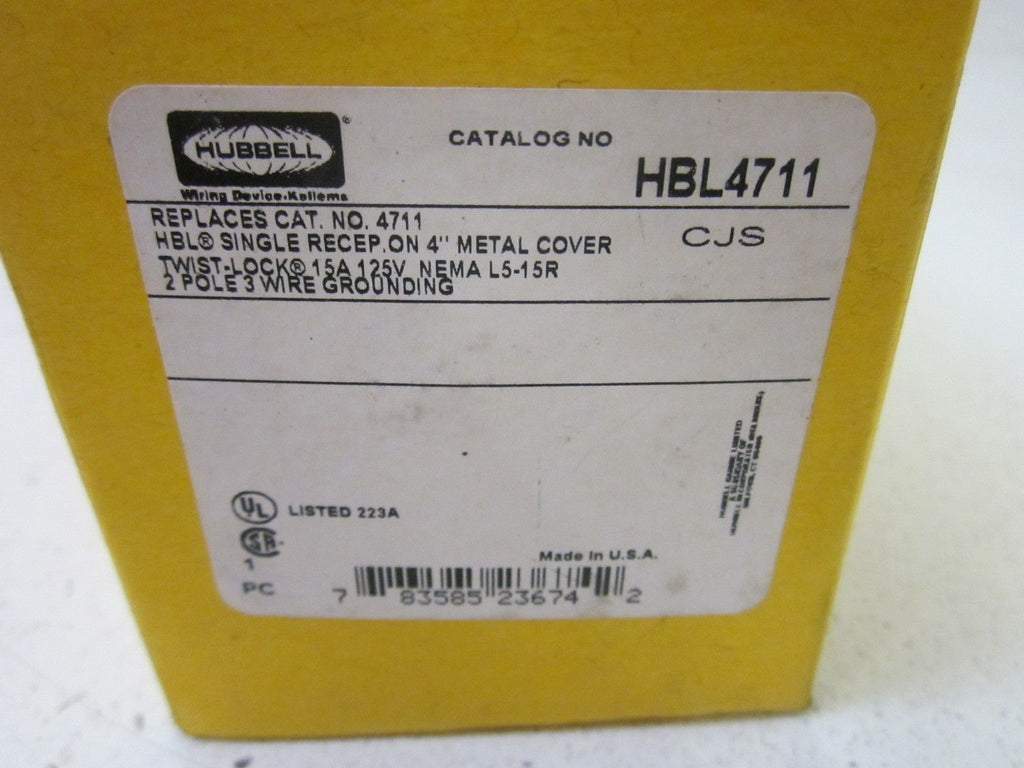 HUBBELL®
Wiring Device-Kellems
CATALOG NO
HBL4711
REPLACES CAT. NO. 4711
HBL® SINGLE RECEP.ON 4" METAL COVER
TWIST-LOCK® 15A 125V NEMA L5-15R
2 POLE 3 WIRE GROUNDING
CJS
UL LISTED 223A
SA
1
PC
Made in U.S.A.
7 83585 23674 2